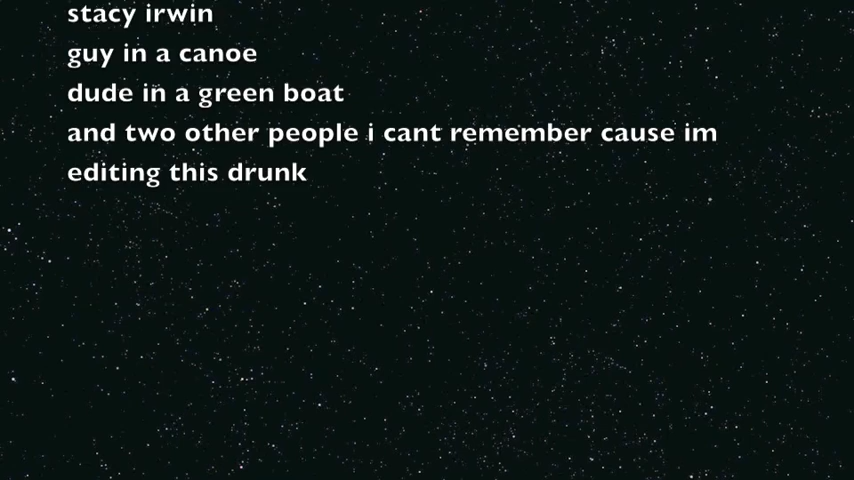 stacy irwin
guy in a canoe
dude in a green boat
and two other people i cant remember cause im
editing this drunk